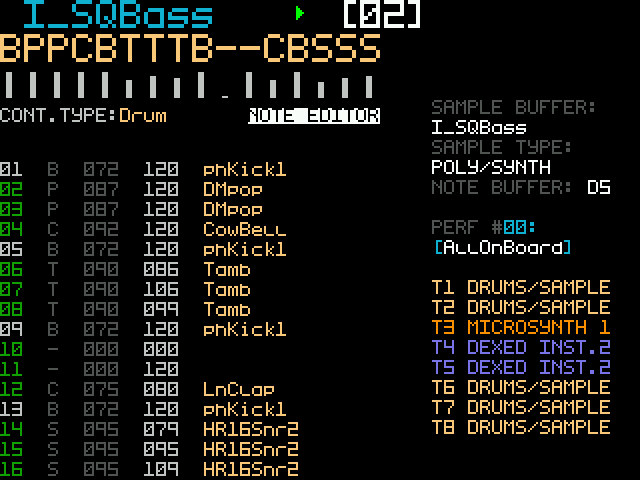 I_SQBass [02]
BPPCBTTTB--CBSSS
CONT.TYPE:Drum NOTE EDITOR
01 B 072 120 phKick1
02 P 087 120 DMpop
03 P 087 120 DMpop
04 C 092 120 CowBell
05 B 072 120 phKick1
06 T 090 086 Tamb
07 T 090 106 Tamb
08 T 090 099 Tamb
09 B 072 120 phKick1
10 - 000 000
11 - 000 120
12 C 075 080 LnClap
13 B 072 120 phKick1
14 S 095 079 HR16Snr2
15 S 095 095 HR16Snr2
16 S 095 109 HR16Snr2
SAMPLE BUFFER:
I_SQBass
SAMPLE TYPE:
POLY/SYNTH
NOTE BUFFER: D5
PERF #00:
[AllOnBoard]
T1 DRUMS/SAMPLE
T2 DRUMS/SAMPLE
T3 MICROSYNTH 1
T4 DEXED INST.2
T5 DEXED INST.2
T6 DRUMS/SAMPLE
T7 DRUMS/SAMPLE
T8 DRUMS/SAMPLE